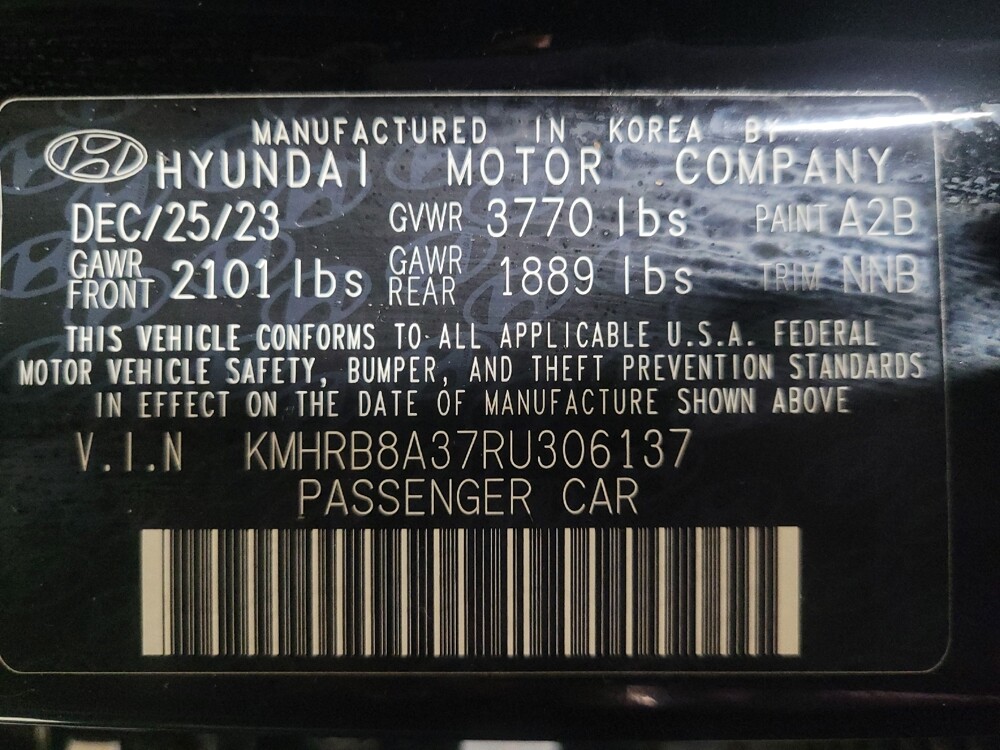 MANUFACTURED IN KOREA BY
HYUNDAI MOTOR COMPANY
DEC/25/23 GVWR 3770 lbs PAINT A2B
GAWR FRONT 2101 lbs GAWR REAR 1889 lbs TRIM NNB
THIS VEHICLE CONFORMS TO ALL APPLICABLE U.S.A. FEDERAL
MOTOR VEHICLE SAFETY, BUMPER, AND THEFT PREVENTION STANDARDS
IN EFFECT ON THE DATE OF MANUFACTURE SHOWN ABOVE
V.I.N KMHRB8A37RU306137
PASSENGER CAR